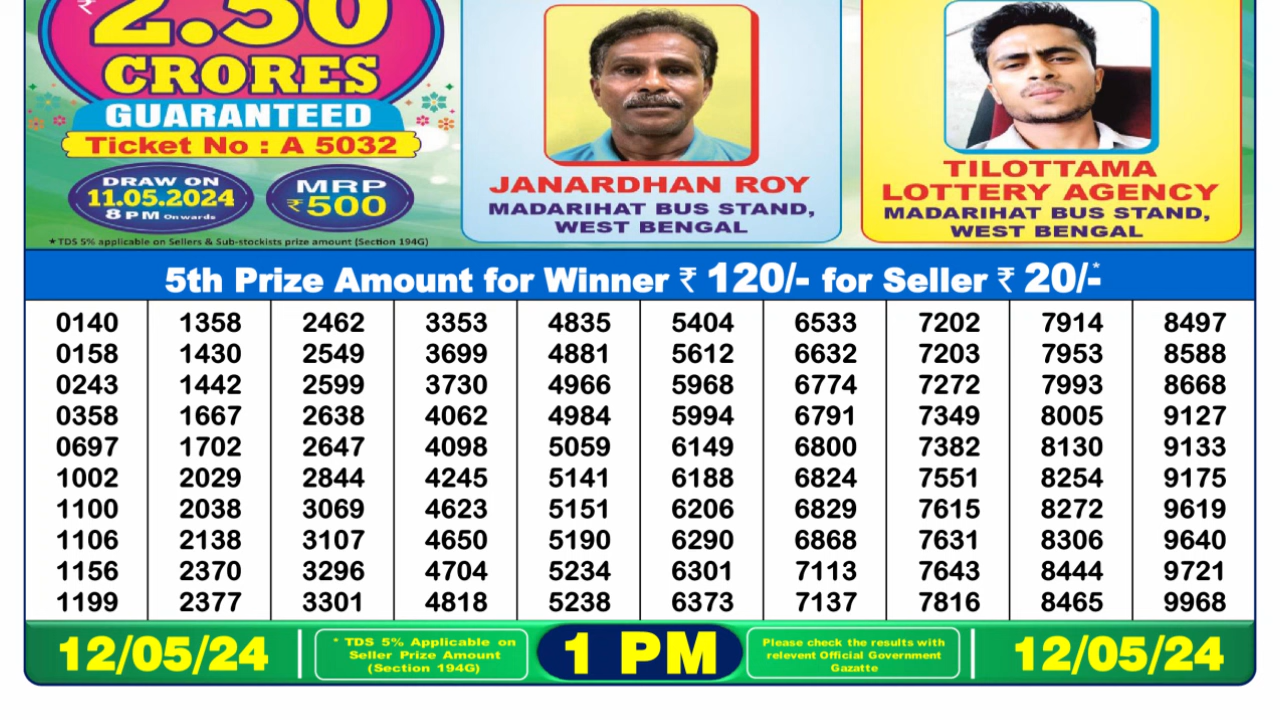 ₹ 2.50
CRORES
GUARANTEED
Ticket No : A 5032
DRAW ON
11.05.2024
8 PM Onwards
MRP
₹500
★TDS 5% applicable on Sellers & Sub-stockists prize amount (Section 194G)
JANARDHAN ROY
MADARIHAT BUS STAND,
WEST BENGAL
TILOTTAMA
LOTTERY AGENCY
MADARIHAT BUS STAND,
WEST BENGAL
5th Prize Amount for Winner ₹ 120/- for Seller ₹ 20/-*
0140 1358 2462 3353 4835 5404 6533 7202 7914 8497
0158 1430 2549 3699 4881 5612 6632 7203 7953 8588
0243 1442 2599 3730 4966 5968 6774 7272 7993 8668
0358 1667 2638 4062 4984 5994 6791 7349 8005 9127
0697 1702 2647 4098 5059 6149 6800 7382 8130 9133
1002 2029 2844 4245 5141 6188 6824 7551 8254 9175
1100 2038 3069 4623 5151 6206 6829 7615 8272 9619
1106 2138 3107 4650 5190 6290 6868 7631 8306 9640
1156 2370 3296 4704 5234 6301 7113 7643 8444 9721
1199 2377 3301 4818 5238 6373 7137 7816 8465 9968
12/05/24
* TDS 5% Applicable on
Seller Prize Amount
(Section 194G)
1 PM
Please check the results with
relevent Official Government
Gazatte
12/05/24